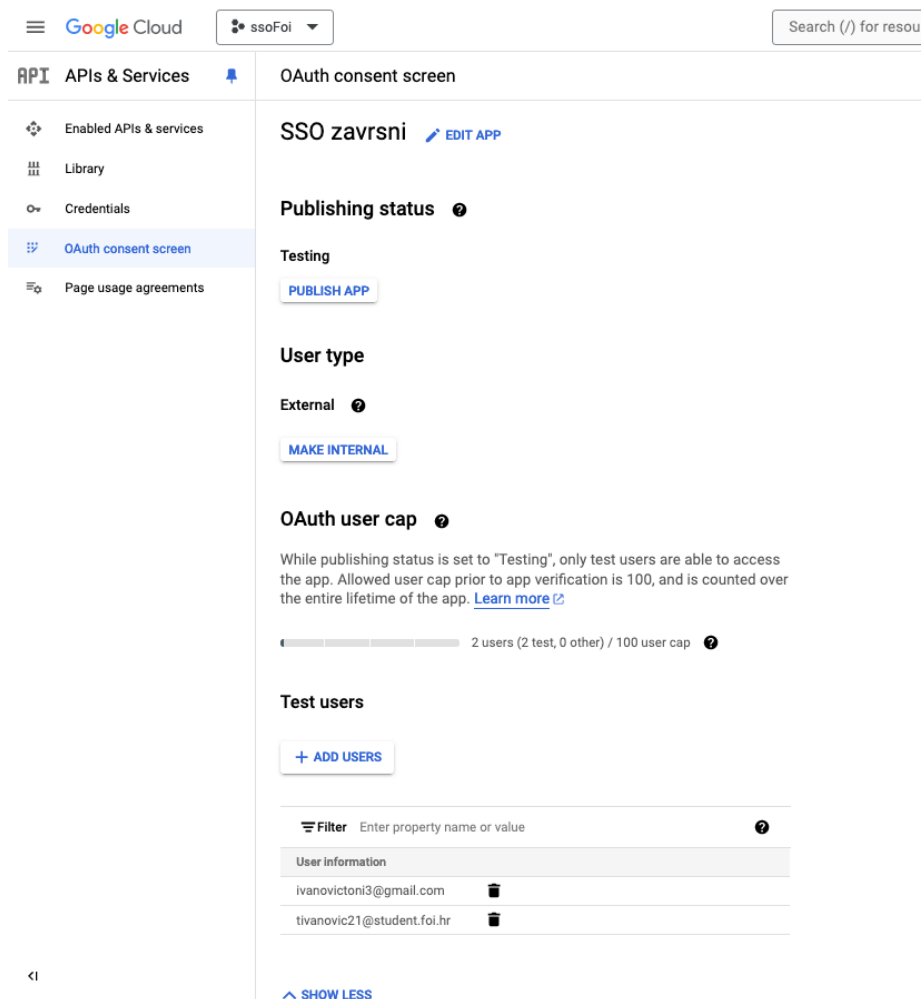 Google Cloud
ssoFoi
Search (/) for resou
API APIs & Services
OAuth consent screen
Enabled APIs & services
Library
Credentials
OAuth consent screen
Page usage agreements
SSO zavrsni
EDIT APP
Publishing status
Testing
PUBLISH APP
User type
External
MAKE INTERNAL
OAuth user cap
While publishing status is set to "Testing", only test users are able to access
the app. Allowed user cap prior to app verification is 100, and is counted over
the entire lifetime of the app. Learn more
2 users (2 test, 0 other) / 100 user cap
Test users
+ ADD USERS
Filter Enter property name or value
User information
ivanovictoni3@gmail.com
tivanovic21@student.foi.hr
SHOW LESS